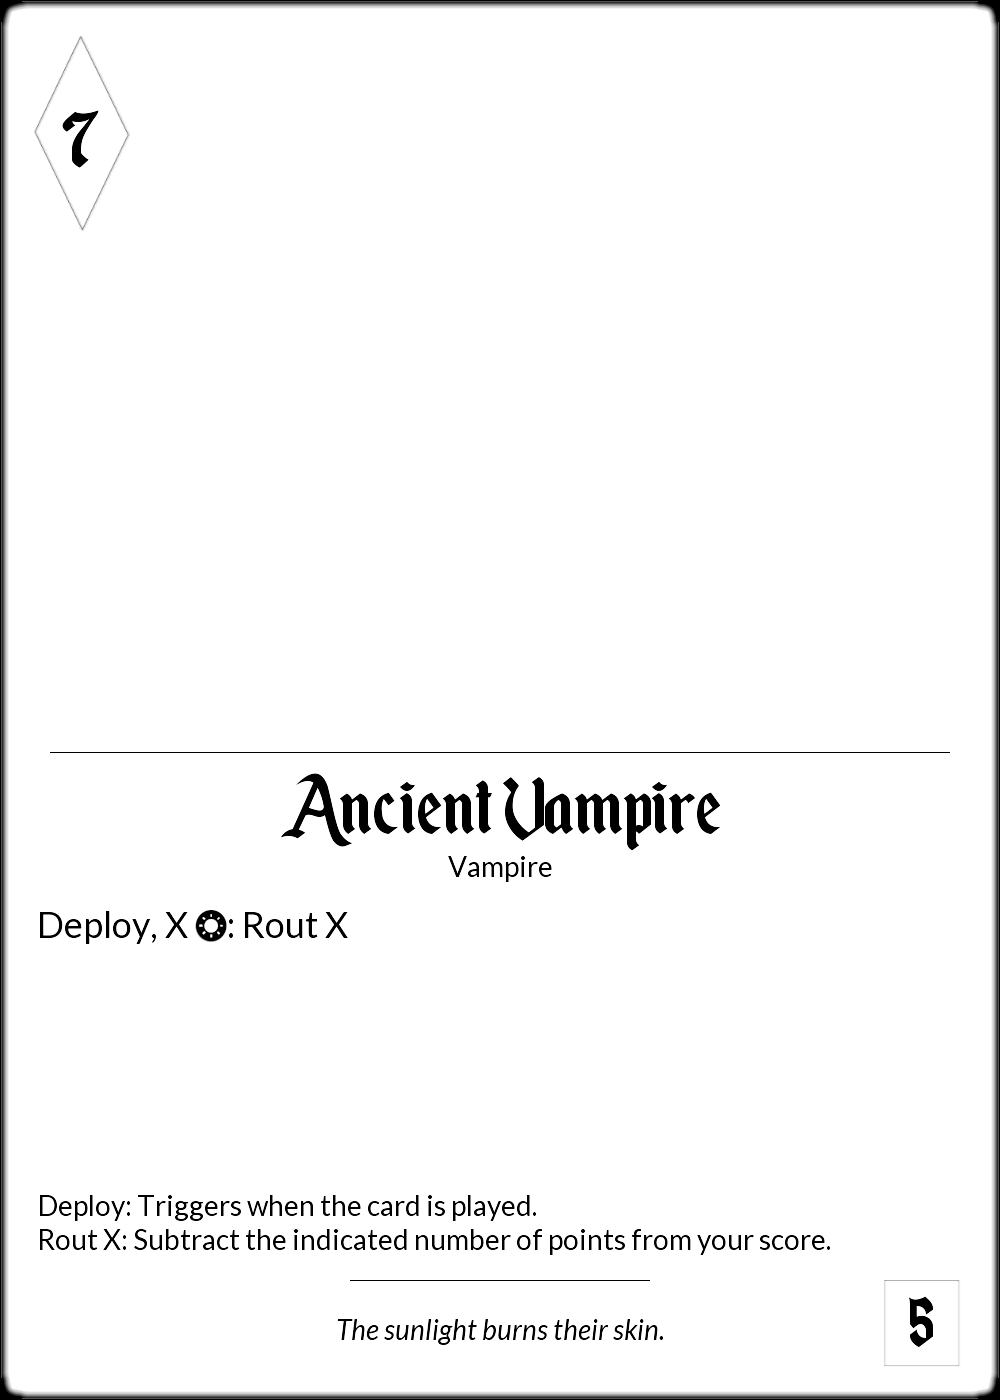 7
Ancient Vampire
Vampire
Deploy, X : Rout X
Deploy: Triggers when the card is played.
Rout X: Subtract the indicated number of points from your score.
The sunlight burns their skin.
5